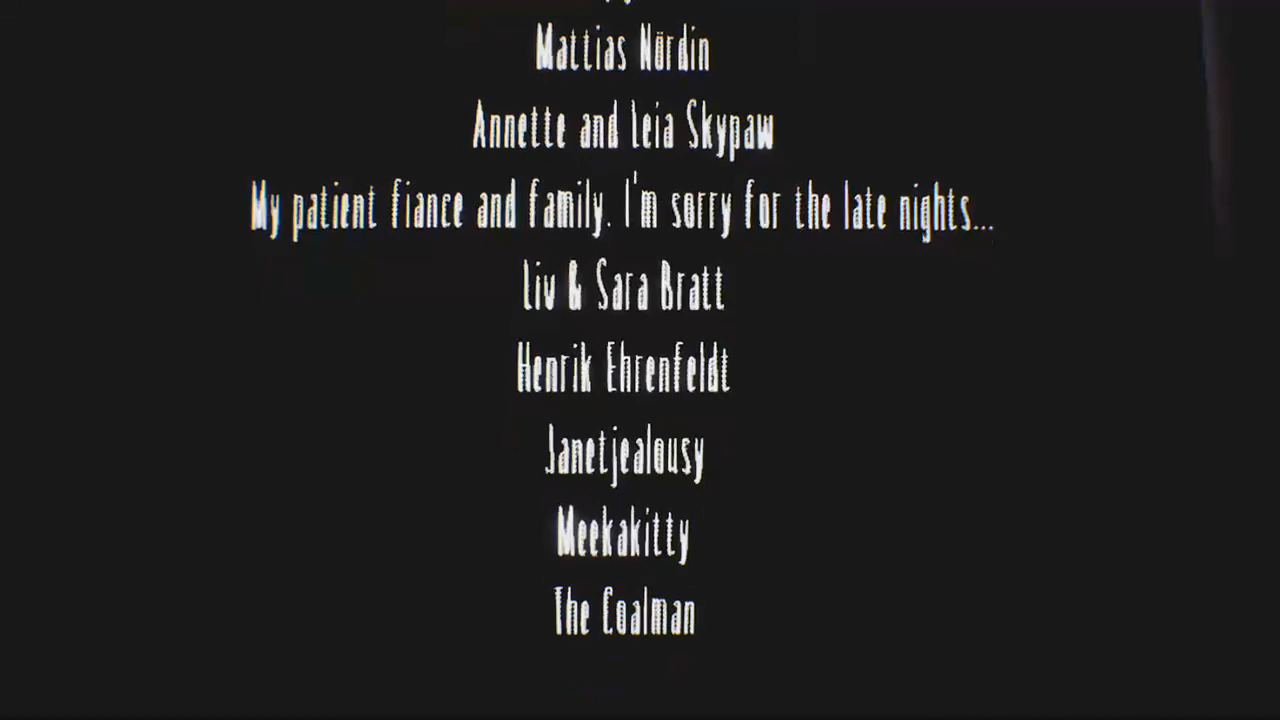 Mattias Nördin
Annette and Leia Skypaw
My patient fiance and family. I'm sorry for the late nights...
Liv & Sara Bratt
Henrik Ehrenfeldt
Janetjealousy
Meekakitty
The Coalman